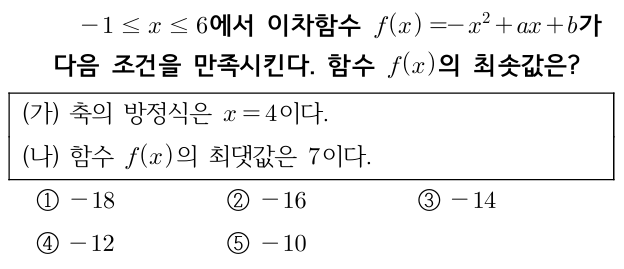 −1 ≤ x ≤ 6에서 이차함수 f(x) =−x²+ax+b가
다음 조건을 만족시킨다. 함수 f(x)의 최솟값은?
(가) 축의 방정식은 x=4이다.
(나) 함수 f(x)의 최댓값은 7이다.
① −18 ② −16 ③ −14
④ −12 ⑤ −10